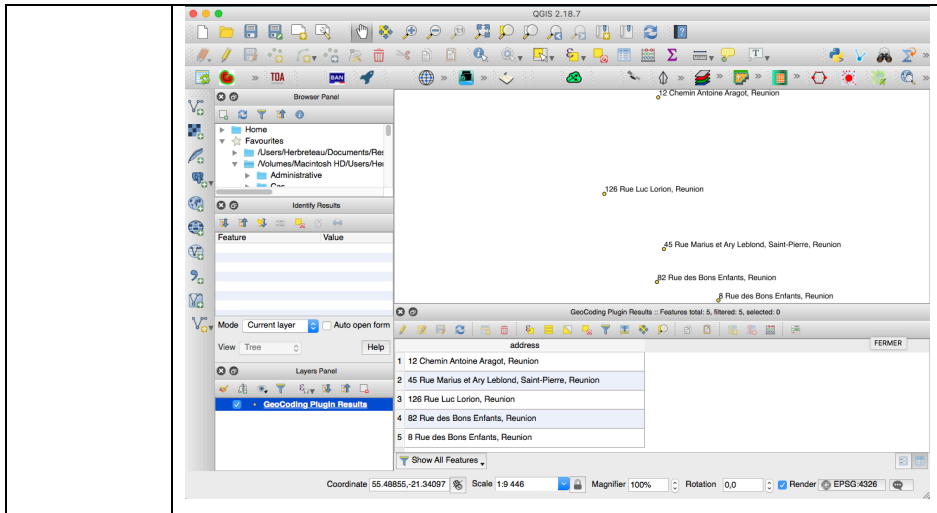 QGIS 2.18.7
TOA
BAN
Browser Panel
Home
Favourites
/Users/Herbreteau/Documents/Res
/Volumes/Macintosh HD/Users/Her
Administrative
Identify Results
Feature Value
Mode Current layer Auto open form
View Tree Help
Layers Panel
GeoCoding Plugin Results
12 Chemin Antoine Aragot, Reunion
126 Rue Luc Lorion, Reunion
45 Rue Marius et Ary Leblond, Saint-Pierre, Reunion
82 Rue des Bons Enfants, Reunion
8 Rue des Bons Enfants, Reunion
GeoCoding Plugin Results :: Features total: 5, filtered: 5, selected: 0
FERMER
address
1 12 Chemin Antoine Aragot, Reunion
2 45 Rue Marius et Ary Leblond, Saint-Pierre, Reunion
3 126 Rue Luc Lorion, Reunion
4 82 Rue des Bons Enfants, Reunion
5 8 Rue des Bons Enfants, Reunion
Show All Features
Coordinate 55.48855,-21.34097 Scale 1:9 446 Magnifier 100% Rotation 0,0 Render EPSG:4326